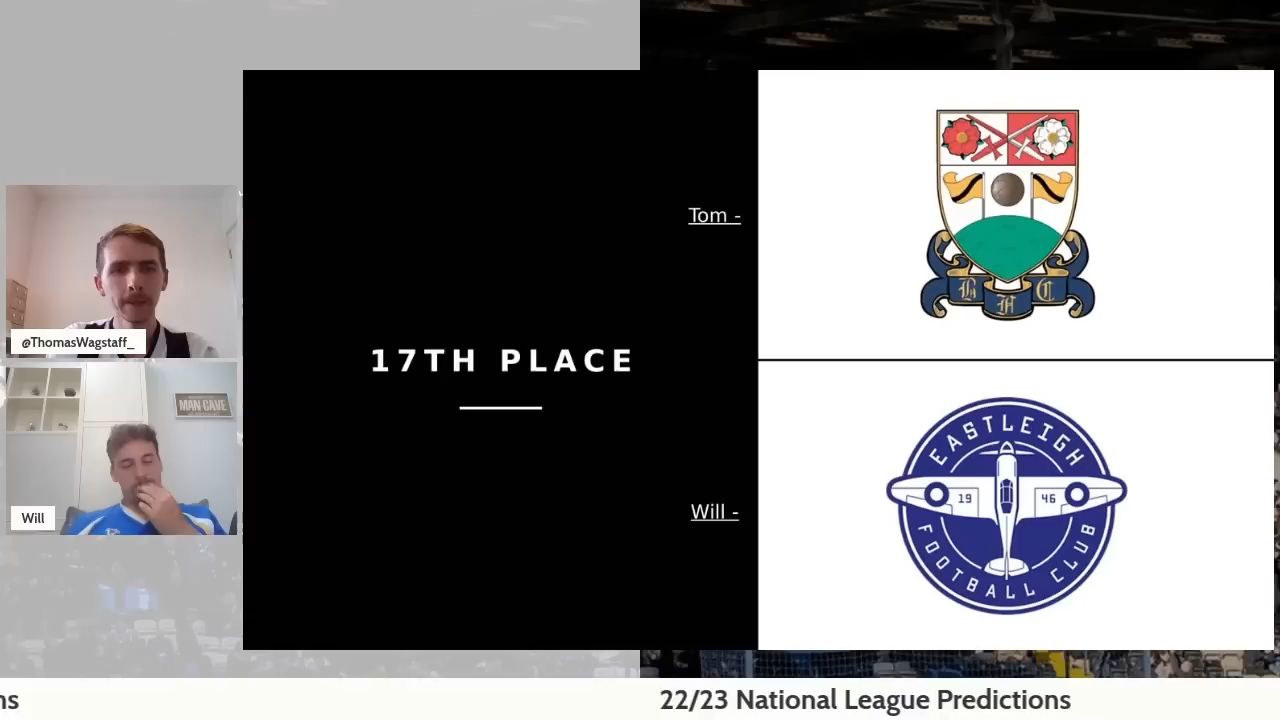 @ThomasWagstaff_
MAN CAVE
Will
17TH PLACE
Tom -
Will -
B F C
EASTLEIGH
19 46
FOOTBALL CLUB
ns
22/23 National League Predictions